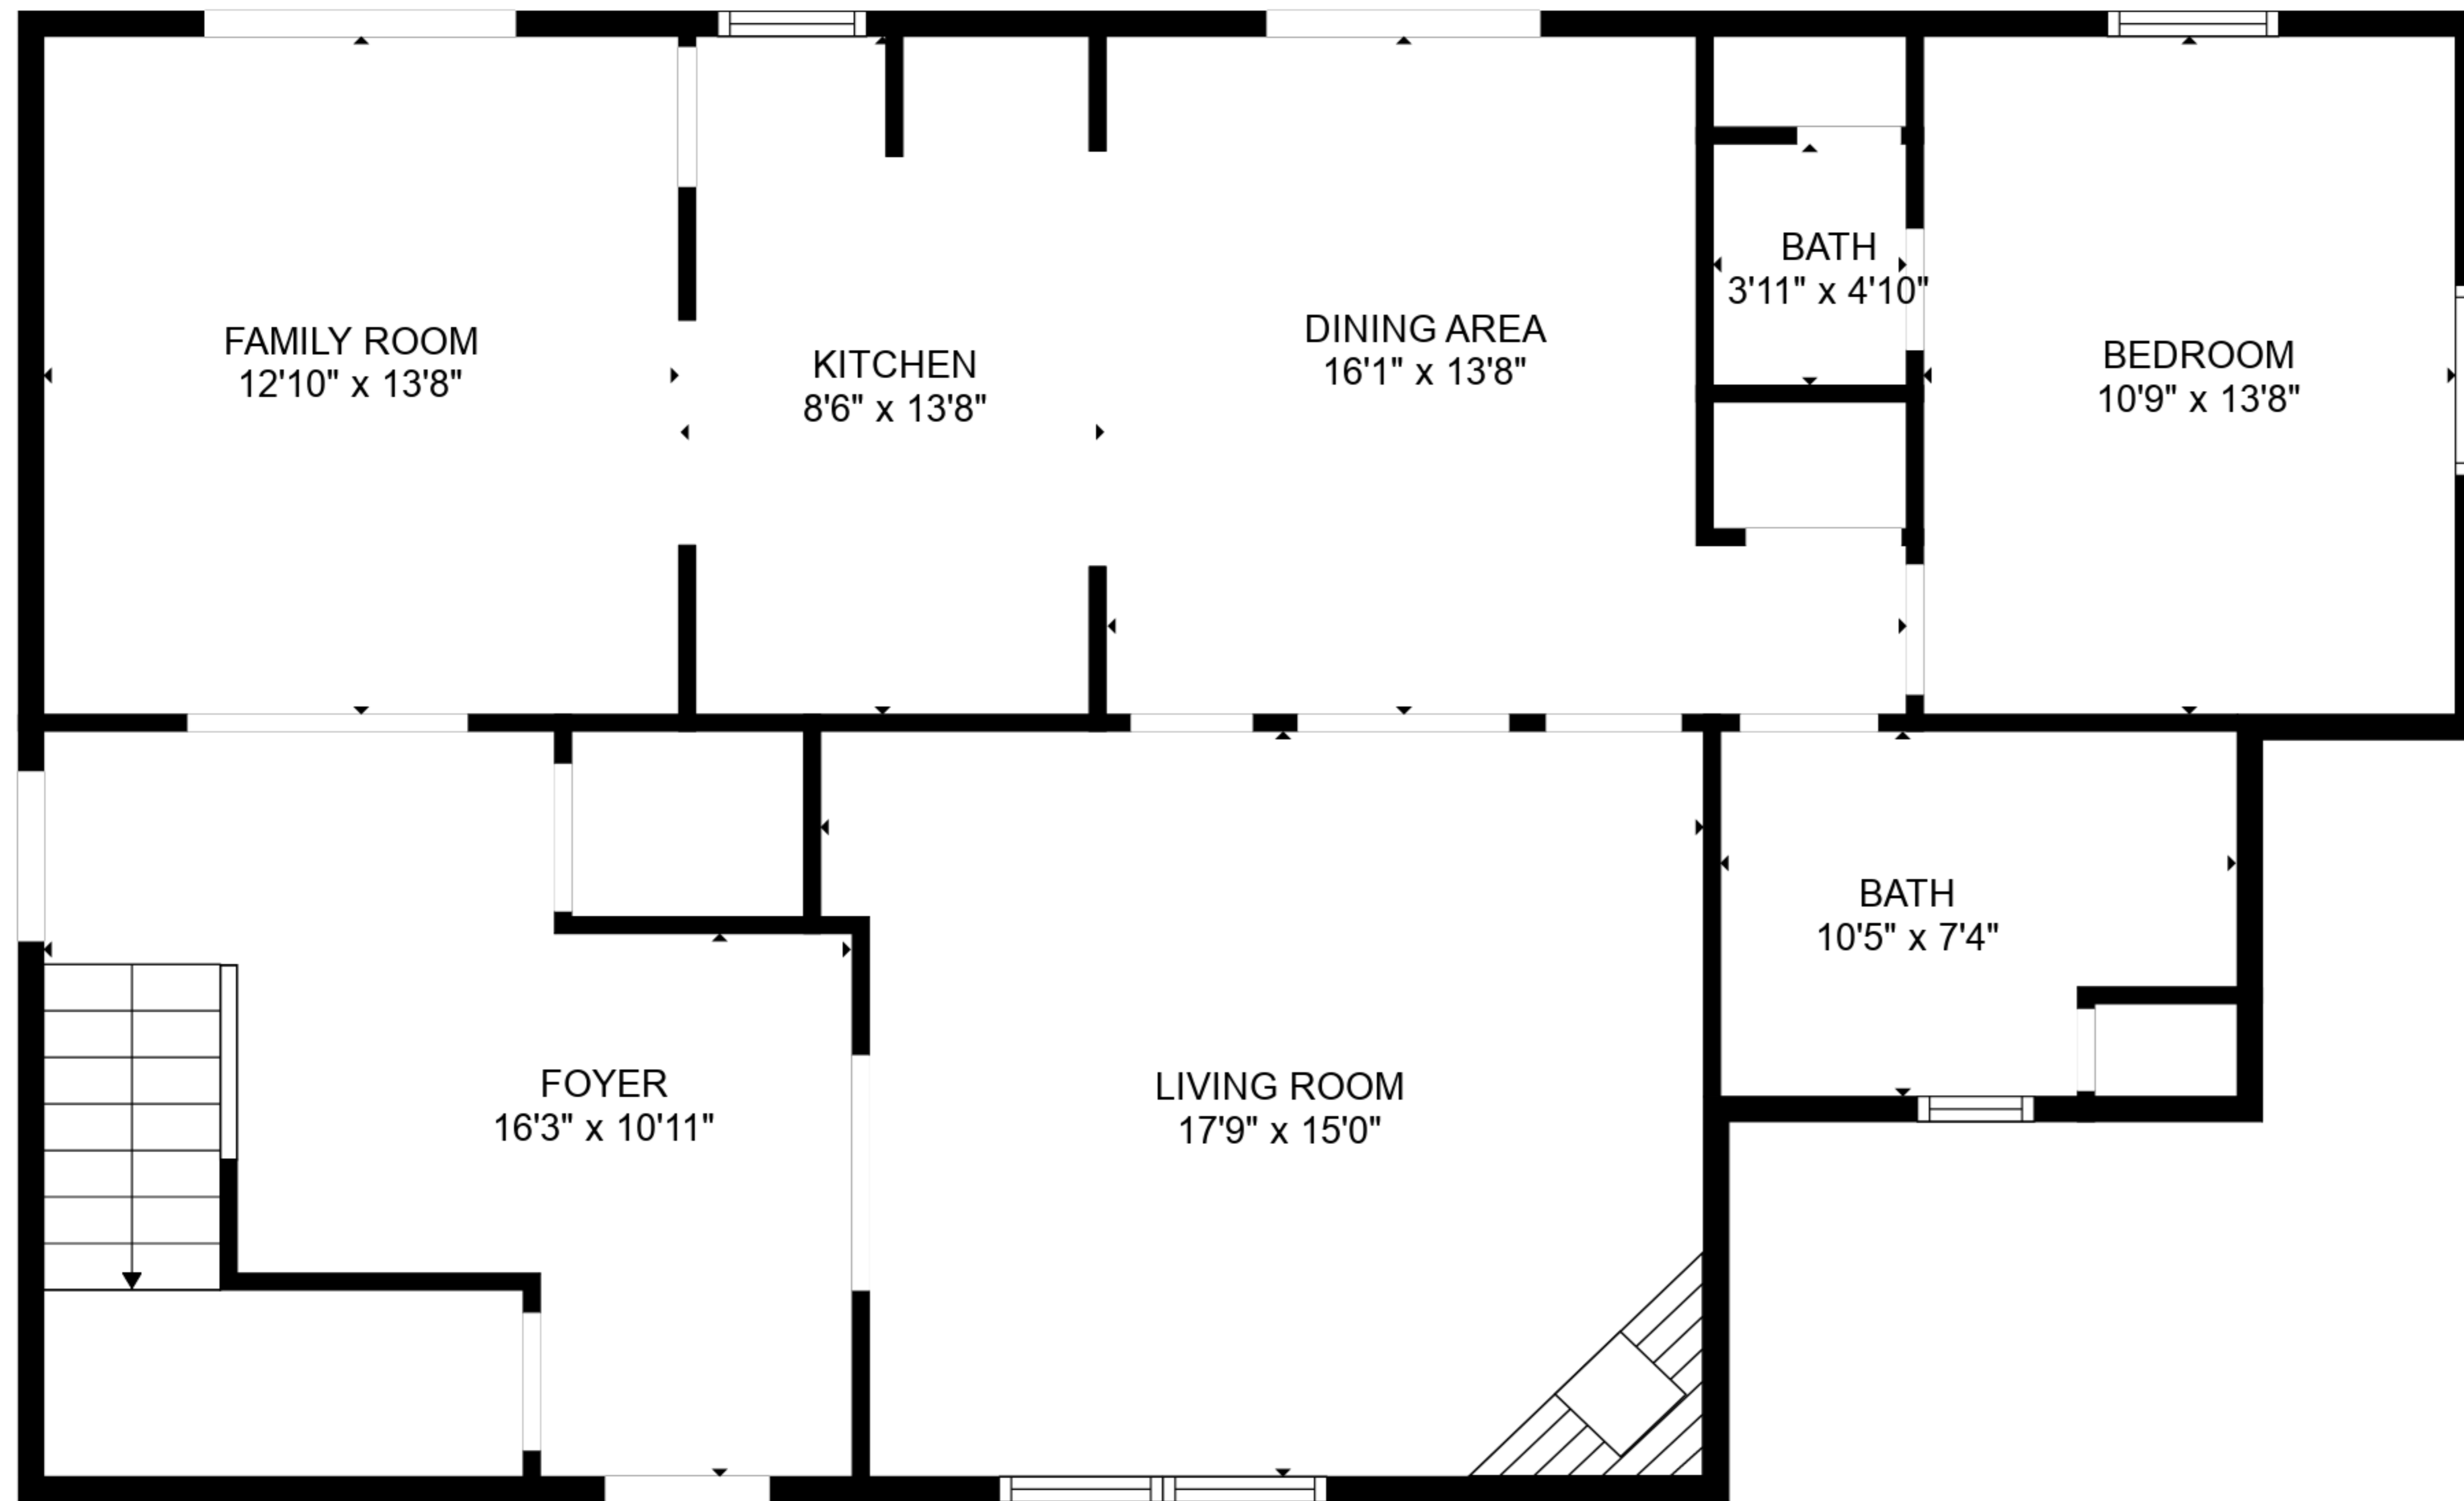 FAMILY ROOM
12'10" x 13'8"
KITCHEN
8'6" x 13'8"
DINING AREA
16'1" x 13'8"
BATH
3'11" x 4'10"
BEDROOM
10'9" x 13'8"
FOYER
16'3" x 10'11"
LIVING ROOM
17'9" x 15'0"
BATH
10'5" x 7'4"